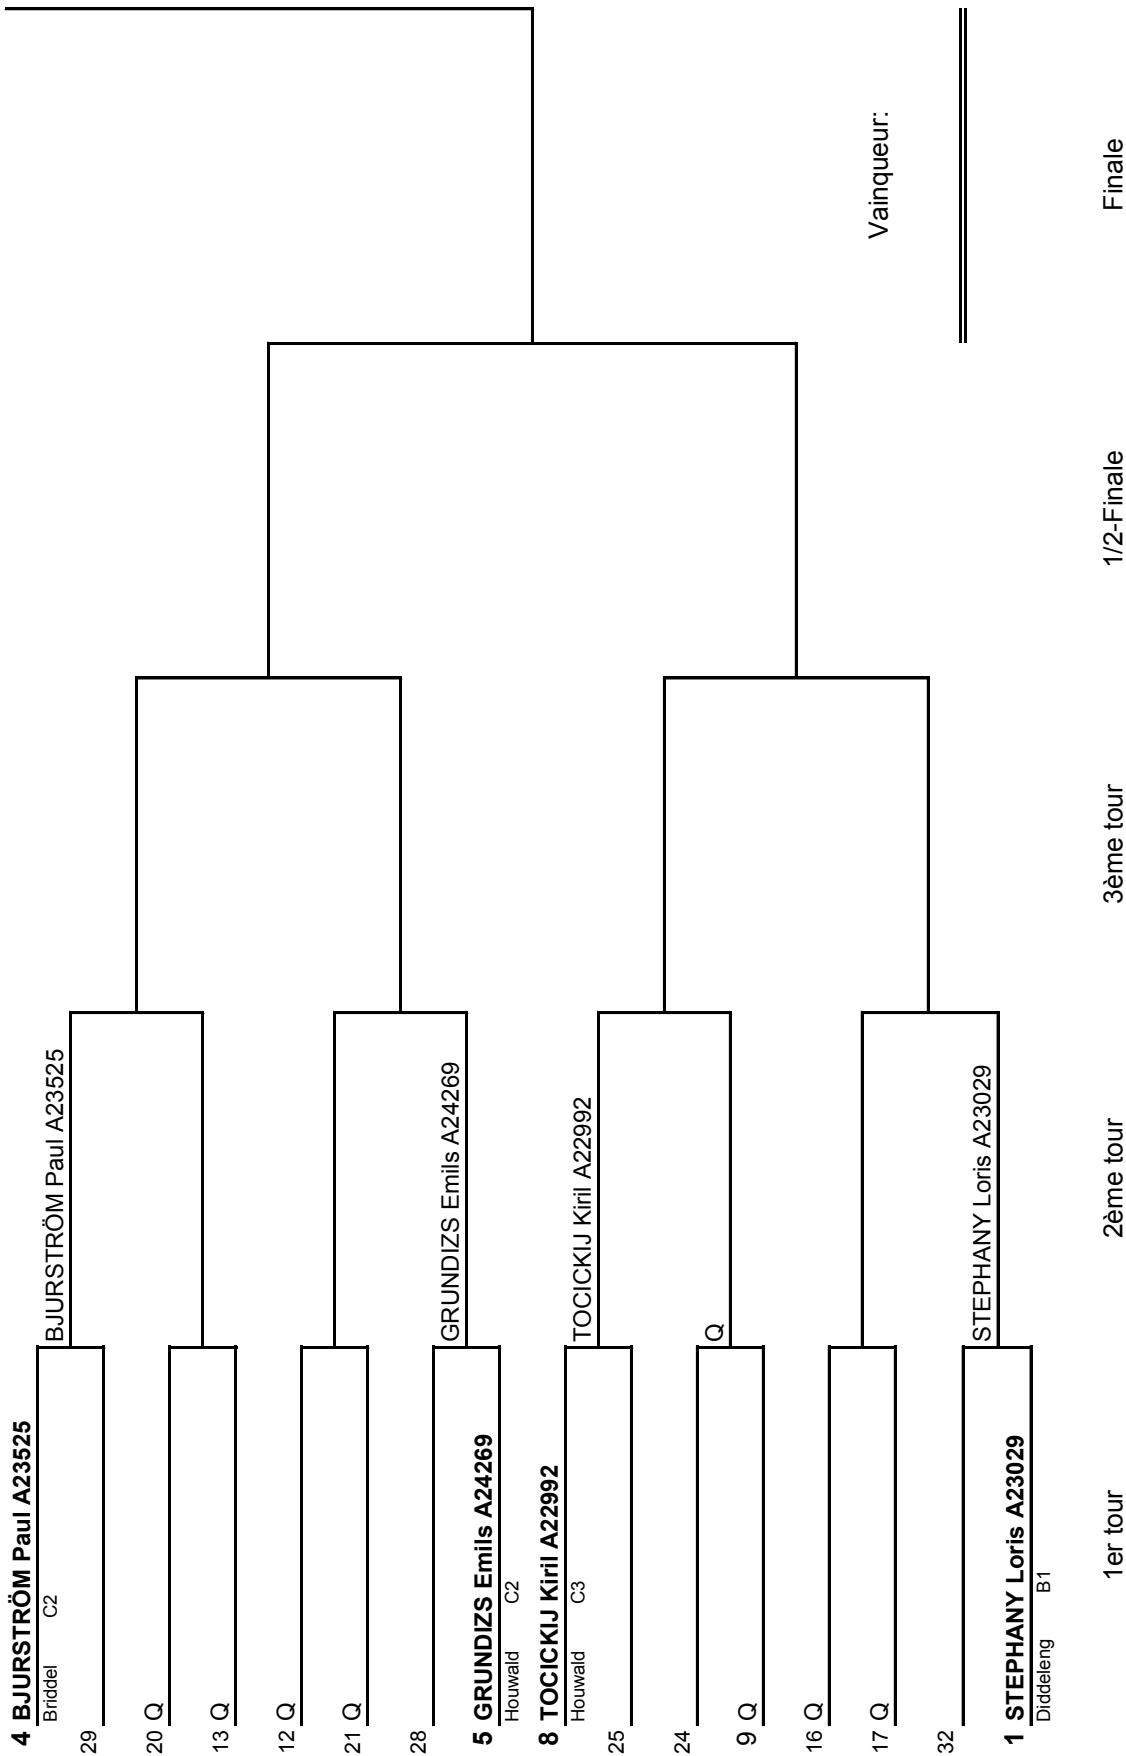 4 BJURSTRÖM Paul A23525
Briddel C2
BJURSTRÖM Paul A23525
29
20 Q
13 Q
12 Q
21 Q
28
GRUNDIZS Emils A24269
5 GRUNDIZS Emils A24269
Houwald C2
8 TOCICKIJ Kiril A22992
Houwald C3
TOCICKIJ Kiril A22992
25
24
Q
9 Q
16 Q
17 Q
Vainqueur:
32
STEPHANY Loris A23029
1 STEPHANY Loris A23029
Diddeleng B1
1er tour
2ème tour
3ème tour
1/2-Finale
Finale